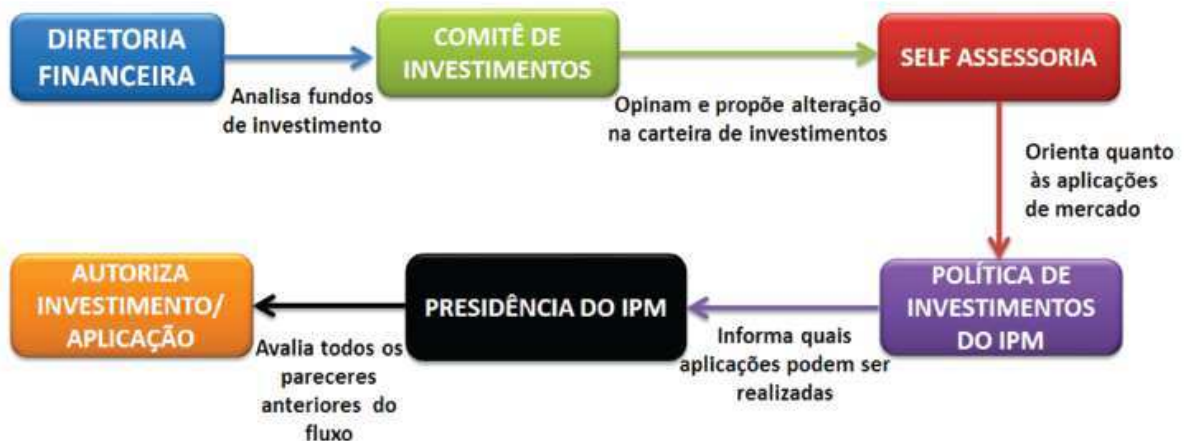 DIRETORIA
FINANCEIRA
Analisa fundos
de investimento
COMITÊ DE
INVESTIMENTOS
Opinam e propõe alteração
na carteira de investimentos
SELF ASSESSORIA
Orienta quanto
às aplicações
de mercado
POLÍTICA DE
INVESTIMENTOS
DO IPM
Informa quais
aplicações podem ser
realizadas
PRESIDÊNCIA DO IPM
Avalia todos os
pareceres
anteriores do
fluxo
AUTORIZA
INVESTIMENTO/
APLICAÇÃO